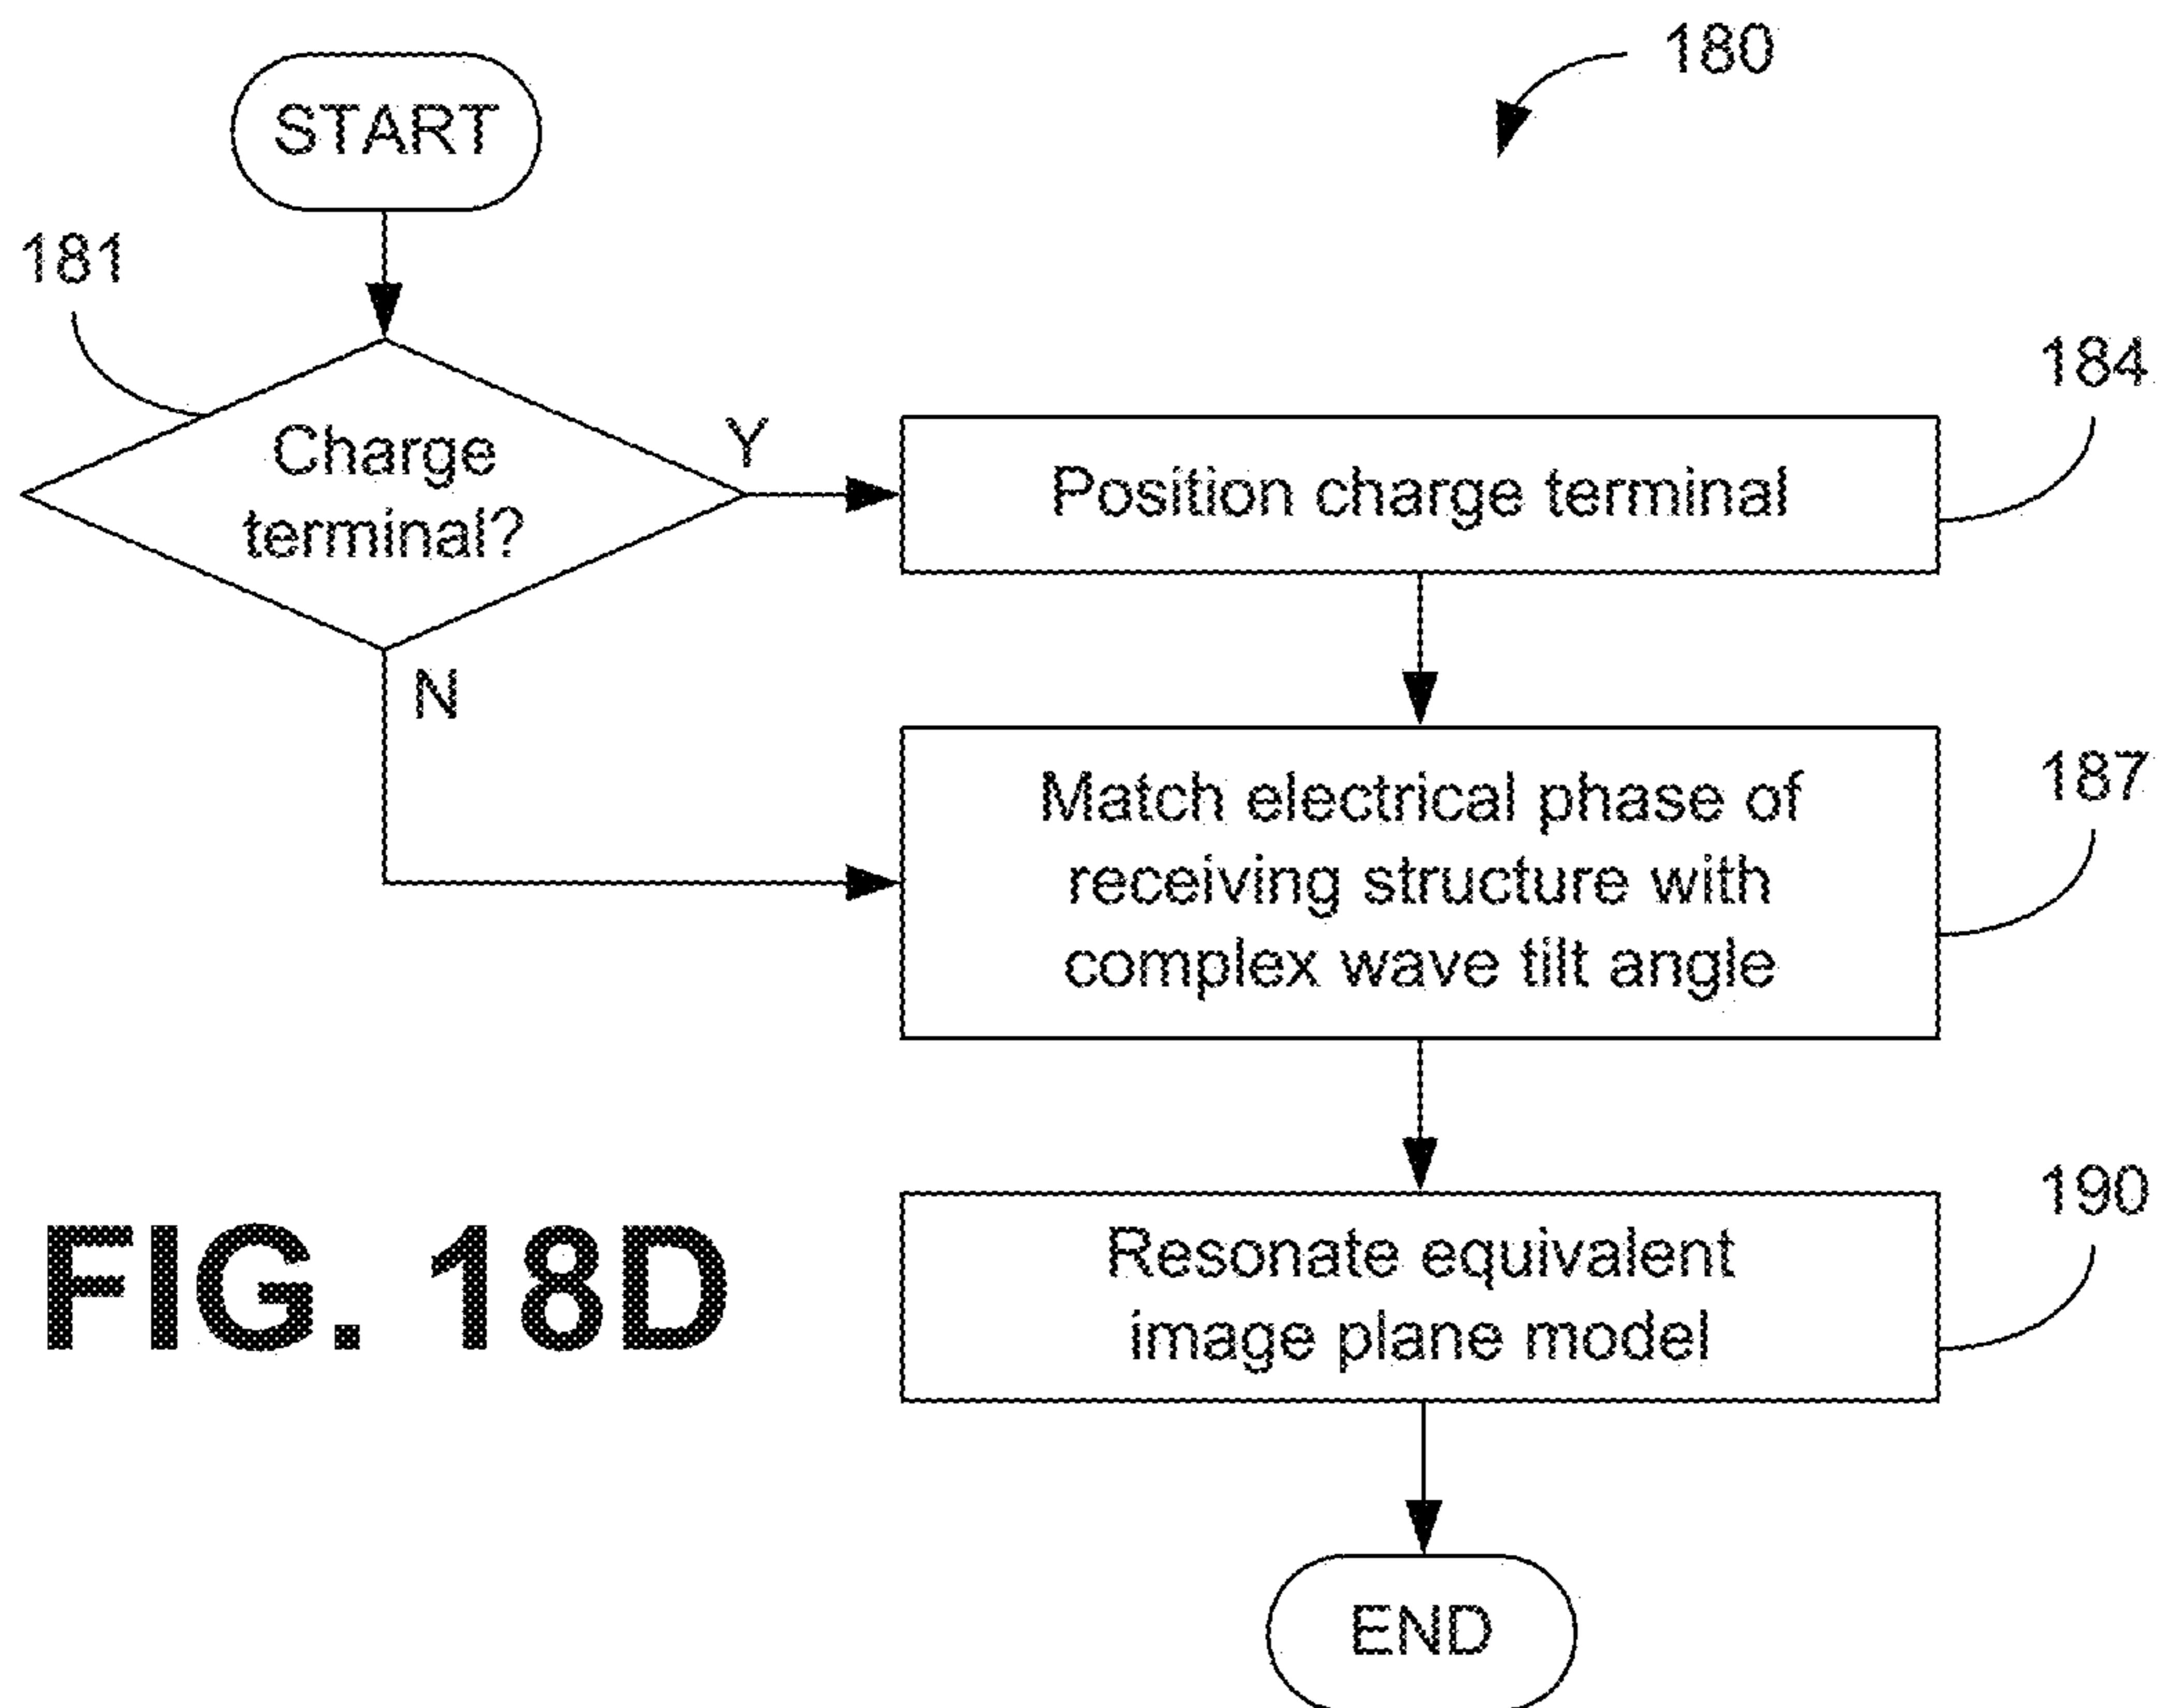 START
180
181
Charge
terminal?
Y
N
Position charge terminal
184
Match electrical phase of
receiving structure with
complex wave tilt angle
187
Resonate equivalent
image plane model
190
END
FIG. 18D